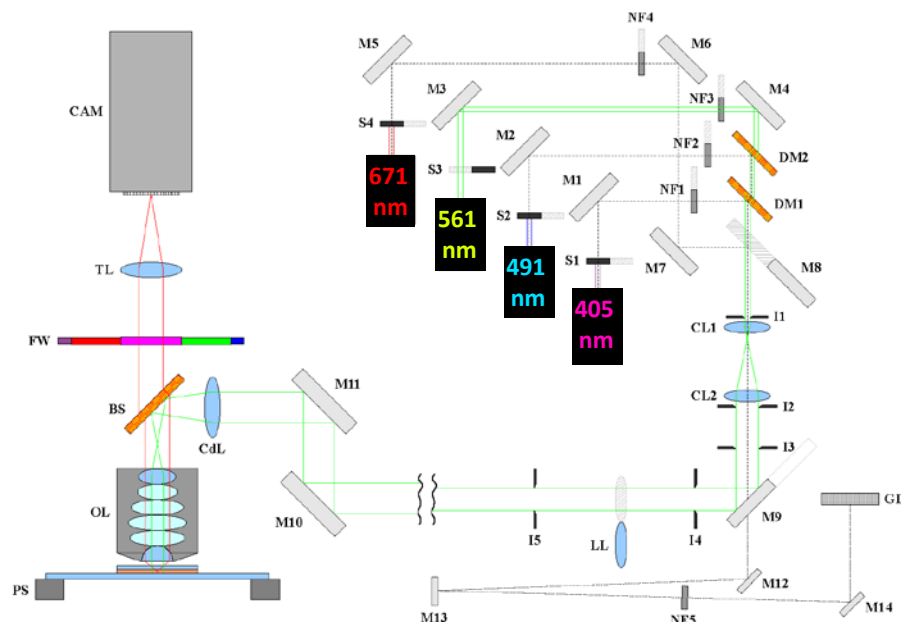 NF4
M5
M6
M3
NF3
M4
CAM
S4
M2
NF2
DM2
671
nm
S3
M1
NF1
DM1
561
nm
S2
491
nm
S1
M7
M8
TL
405
nm
I1
CL1
FW
M11
CL2
I2
BS
CdL
I3
OL
M10
M9
GI
I5
LL
I4
PS
M12
M13
NF5
M14